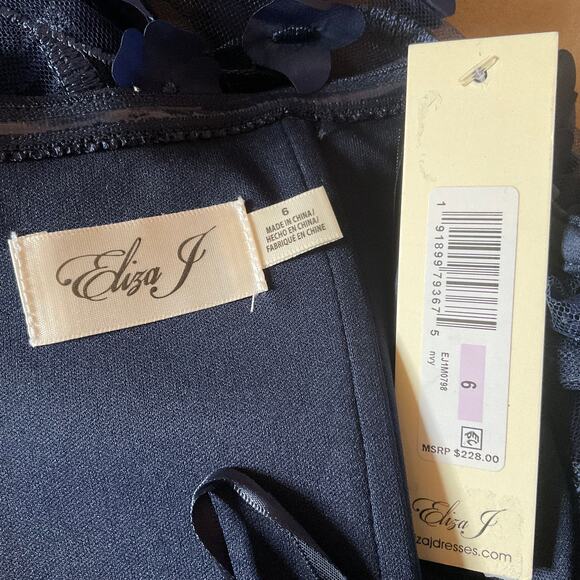 Eliza J
6
MADE IN CHINA/
HECHO EN CHINA/
FABRIQUÉ EN CHINE
1 91899 79367 5
EJ1M0798
nvy
6
MSRP $228.00
Eliza J
zajdresses.com